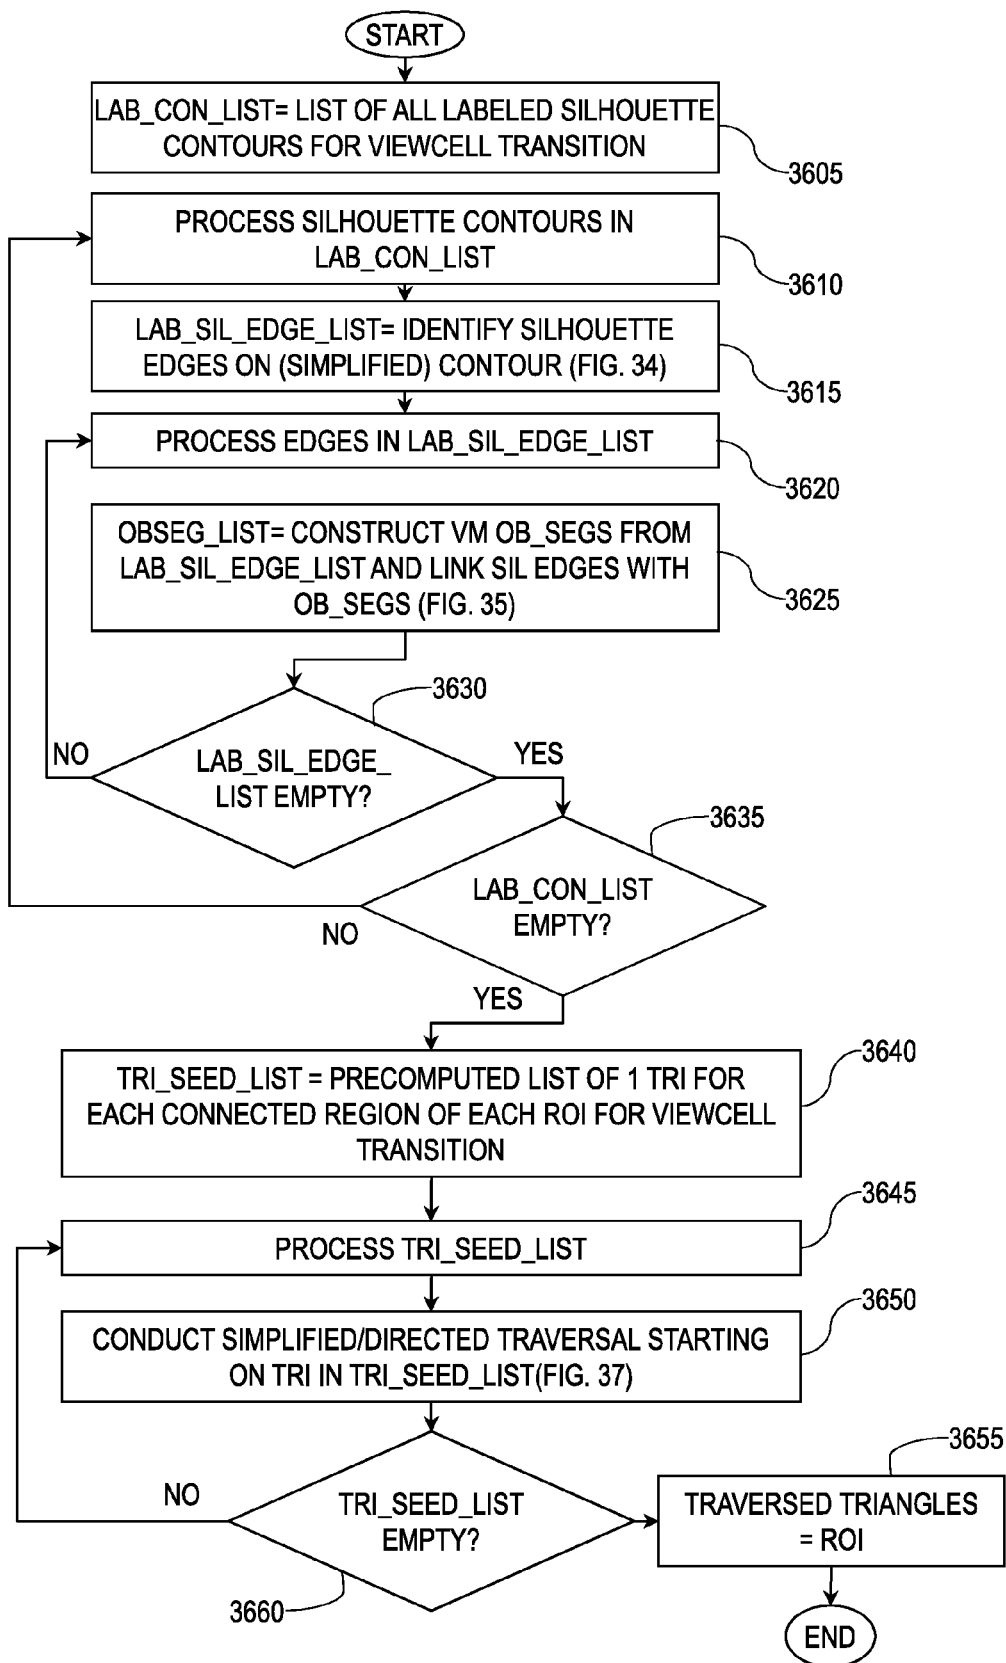 START
LAB_CON_LIST= LIST OF ALL LABELED SILHOUETTE
CONTOURS FOR VIEWCELL TRANSITION
3605
PROCESS SILHOUETTE CONTOURS IN
LAB_CON_LIST
3610
LAB_SIL_EDGE_LIST= IDENTIFY SILHOUETTE
EDGES ON (SIMPLIFIED) CONTOUR (FIG. 34)
3615
PROCESS EDGES IN LAB_SIL_EDGE_LIST
3620
OBSEG_LIST= CONSTRUCT VM OB_SEGS FROM
LAB_SIL_EDGE_LIST AND LINK SIL EDGES WITH
OB_SEGS (FIG. 35)
3625
3630
NO
LAB_SIL_EDGE_
LIST EMPTY?
YES
3635
LAB_CON_LIST
EMPTY?
NO
YES
3640
TRI_SEED_LIST = PRECOMPUTED LIST OF 1 TRI FOR
EACH CONNECTED REGION OF EACH ROI FOR VIEWCELL
TRANSITION
3645
PROCESS TRI_SEED_LIST
3650
CONDUCT SIMPLIFIED/DIRECTED TRAVERSAL STARTING
ON TRI IN TRI_SEED_LIST(FIG. 37)
3655
NO
TRI_SEED_LIST
EMPTY?
TRAVERSED TRIANGLES
= ROI
3660
END